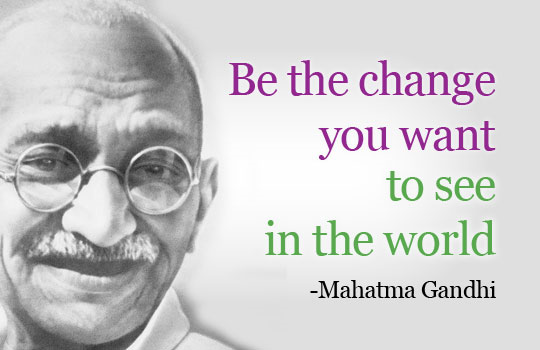 Be the change
you want
to see
in the world
-Mahatma Gandhi